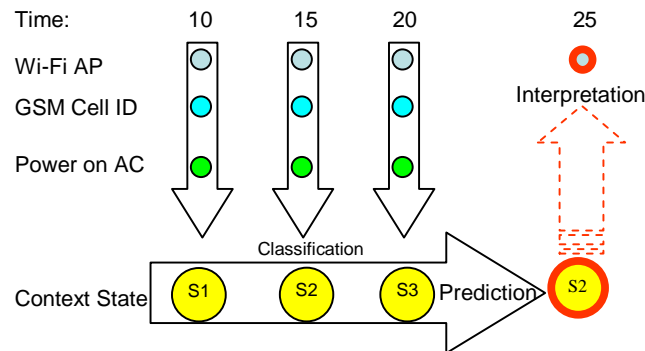 Time: 10 15 20 25
Wi-Fi AP
Interpretation
GSM Cell ID
Power on AC
Classification
Context State S1 S2 S3 Prediction S2